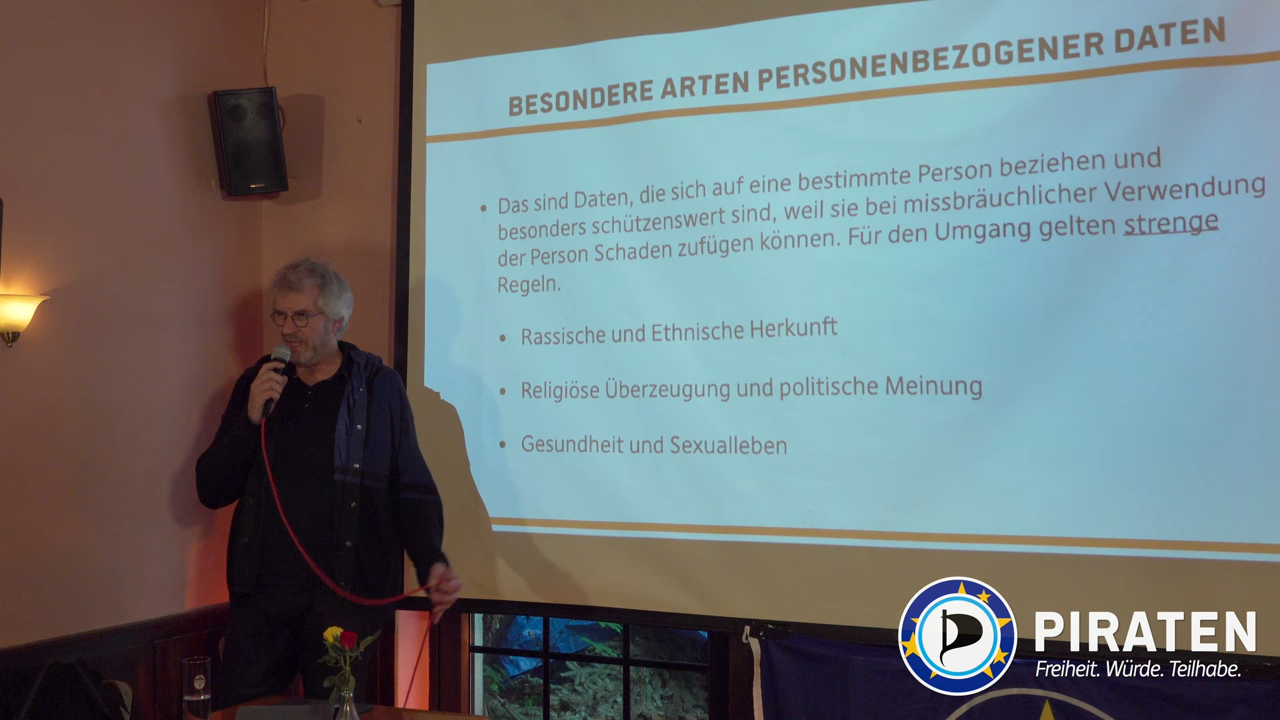 BESONDERE ARTEN PERSONENBEZOGENER DATEN
• Das sind Daten, die sich auf eine bestimmte Person beziehen und
besonders schützenswert sind, weil sie bei missbräuchlicher Verwendung
der Person Schaden zufügen können. Für den Umgang gelten strenge
Regeln.
• Rassische und Ethnische Herkunft
• Religiöse Überzeugung und politische Meinung
• Gesundheit und Sexualleben
PIRATEN
Freiheit. Würde. Teilhabe.